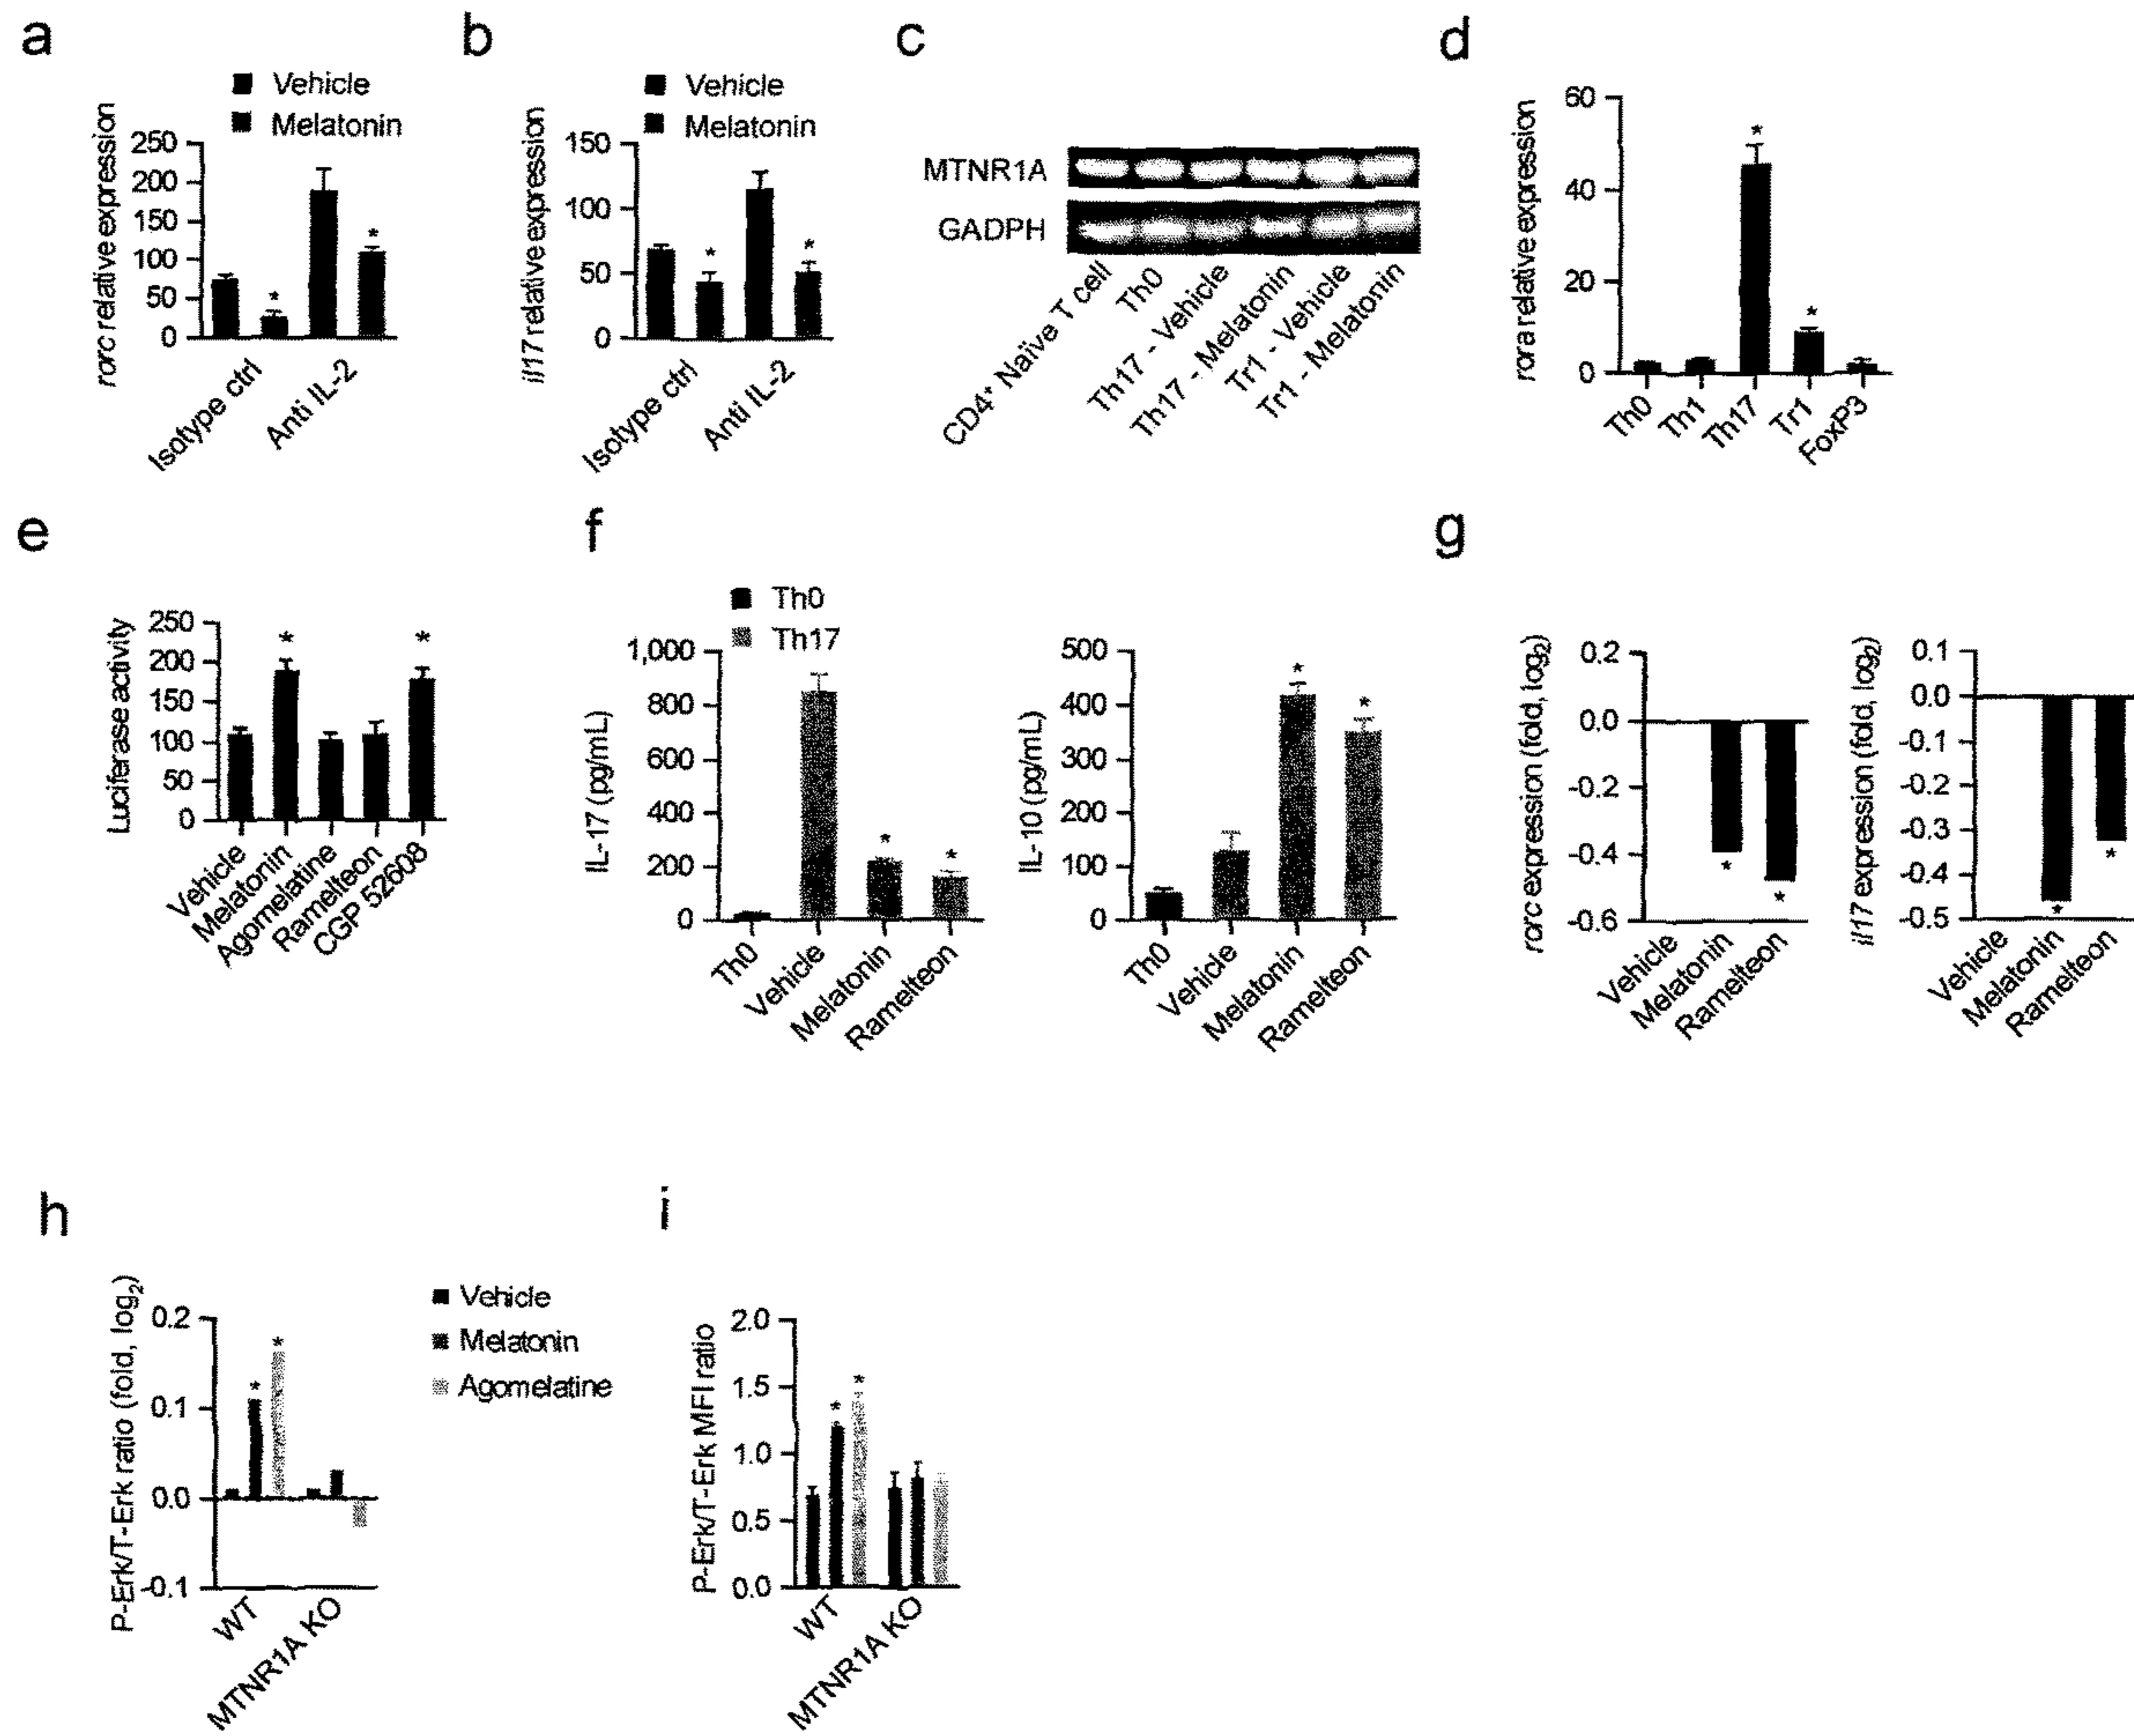 a
Vehicle
Melatonin
rorc relative expression
250
200
150
100
50
0
*
*
Isotype ctrl
Anti IL-2
b
Vehicle
Melatonin
il17 relative expression
150
100
50
0
*
*
Isotype ctrl
Anti IL-2
c
MTNR1A
GADPH
CD4+ Naïve T cell
Th0
Th17 - Vehicle
Th17 - Melatonin
Tr1 - Vehicle
Tr1 - Melatonin
d
rora relative expression
60
40
20
0
*
*
Th0
Th1
Th17
Tr1
FoxP3
e
Luciferase activity
250
200
150
100
50
0
*
*
Vehicle
Melatonin
Agomelatine
Ramelteon
CGP 52608
f
Th0
Th17
IL-17 (pg/mL)
1,000
800
600
400
200
0
*
*
Th0
Vehicle
Melatonin
Ramelteon
IL-10 (pg/mL)
500
400
300
200
100
0
*
*
Th0
Vehicle
Melatonin
Ramelteon
g
rorc expression (fold, log2)
0.2
0.0
-0.2
-0.4
-0.6
*
*
Vehicle
Melatonin
Ramelteon
il17 expression (fold, log2)
0.1
0.0
-0.1
-0.2
-0.3
-0.4
-0.5
*
*
Vehicle
Melatonin
Ramelteon
h
P-Erk/T-Erk ratio (fold, log2)
0.2
0.1
0.0
-0.1
*
*
WT
MTNR1A KO
Vehicle
Melatonin
Agomelatine
i
P-Erk/T-Erk MFI ratio
2.0
1.5
1.0
0.5
0.0
*
*
WT
MTNR1A KO